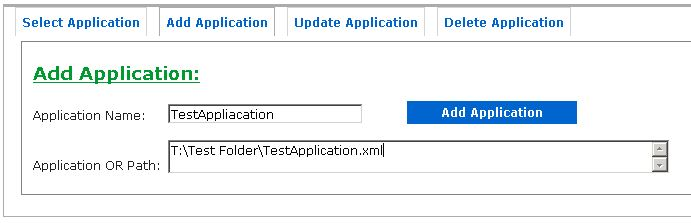 Select Application Add Application Update Application Delete Application
Add Application:
Application Name: TestAppliacation Add Application
Application OR Path: T:\Test Folder\TestApplication.xml